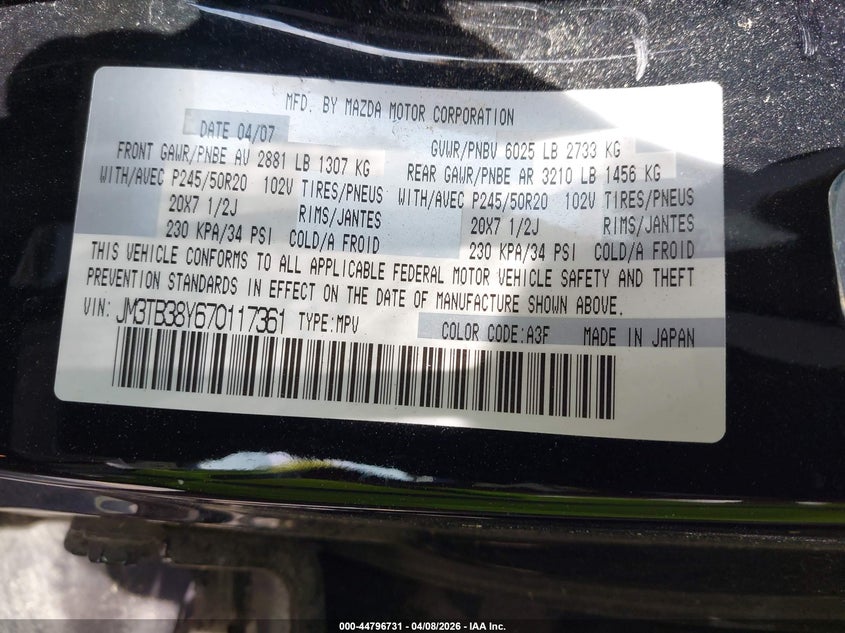 MFD. BY MAZDA MOTOR CORPORATION
DATE 04/07 GVWR/PNBV 6025 LB 2733 KG
FRONT GAWR/PNBE AV 2881 LB 1307 KG REAR GAWR/PNBE AR 3210 LB 1456 KG
WITH/AVEC P245/50R20 102V TIRES/PNEUS WITH/AVEC P245/50R20 102V TIRES/PNEUS
20X7 1/2J RIMS/JANTES 20X7 1/2J RIMS/JANTES
230 KPA/34 PSI COLD/A FROID 230 KPA/34 PSI COLD/A FROID
THIS VEHICLE CONFORMS TO ALL APPLICABLE FEDERAL MOTOR VEHICLE SAFETY AND THEFT
PREVENTION STANDARDS IN EFFECT ON THE DATE OF MANUFACTURE SHOWN ABOVE.
VIN: JM3TB38Y670117361 TYPE:MPV
COLOR CODE:A3F MADE IN JAPAN
000-44796731 - 04/08/2026 - IAA Inc.